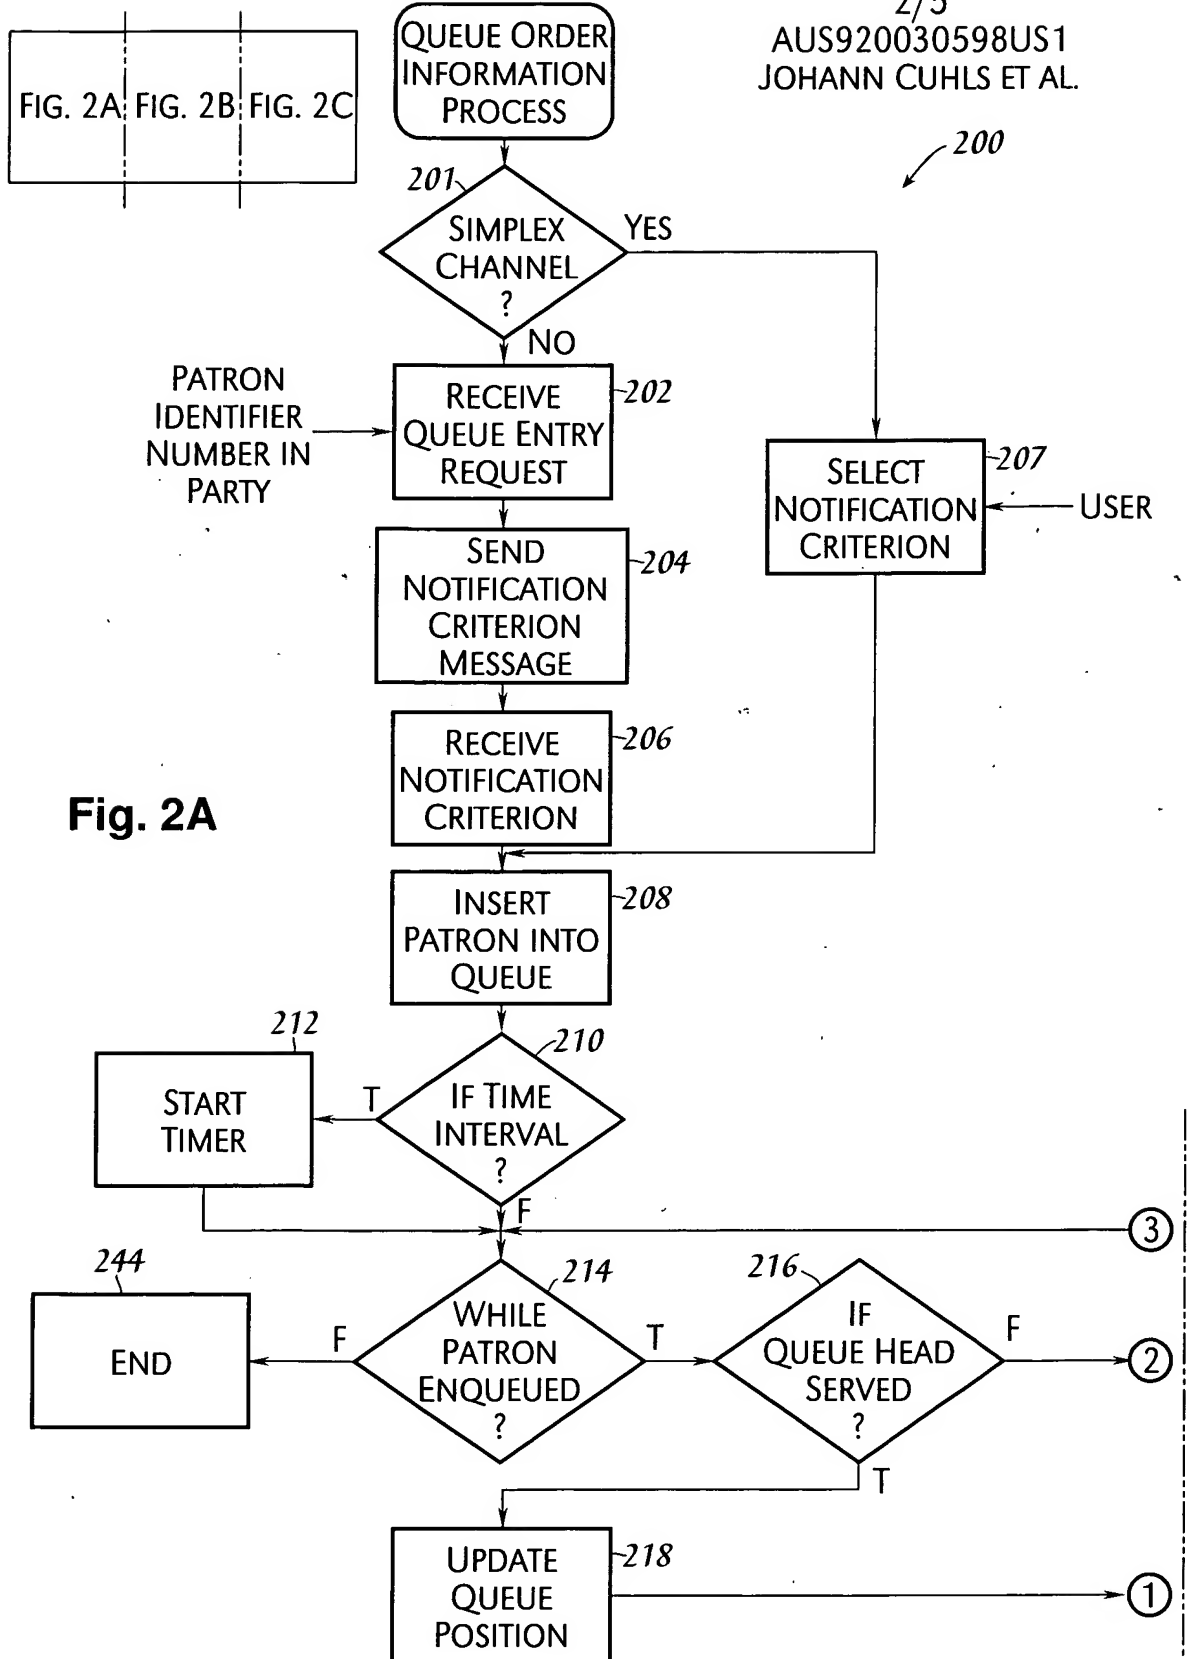 2/5
AUS920030598US1
JOHANN CUHLS ET AL.
FIG. 2A
FIG. 2B
FIG. 2C
QUEUE ORDER
INFORMATION
PROCESS
200
201
SIMPLEX
CHANNEL
?
YES
NO
PATRON
IDENTIFIER
NUMBER IN
PARTY
RECEIVE
QUEUE ENTRY
REQUEST
202
SELECT
NOTIFICATION
CRITERION
207
USER
SEND
NOTIFICATION
CRITERION
MESSAGE
204
RECEIVE
NOTIFICATION
CRITERION
206
Fig. 2A
INSERT
PATRON INTO
QUEUE
208
212
START
TIMER
T
IF TIME
INTERVAL
?
210
F
3
244
END
F
WHILE
PATRON
ENQUEUED
?
214
T
216
IF
QUEUE HEAD
SERVED
?
F
2
T
UPDATE
QUEUE
POSITION
218
1